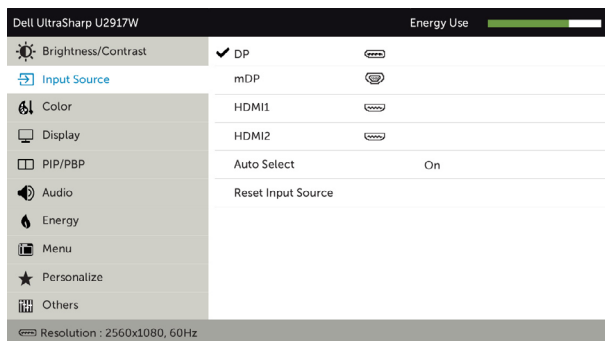 Dell UltraSharp U2917W Energy Use
Brightness/Contrast
Input Source
Color
Display
PIP/PBP
Audio
Energy
Menu
Personalize
Others
DP
mDP
HDMI1
HDMI2
Auto Select On
Reset Input Source
Resolution : 2560x1080, 60Hz